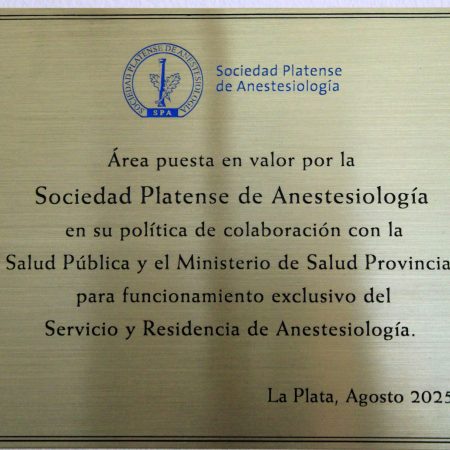 SOCIEDAD PLATENSE DE ANESTESIOLOGÍA
SPA
Sociedad Platense
de Anestesiología
Área puesta en valor por la
Sociedad Platense de Anestesiología
en su política de colaboración con la
Salud Pública y el Ministerio de Salud Provincia
para funcionamiento exclusivo del
Servicio y Residencia de Anestesiología.
La Plata, Agosto 2025